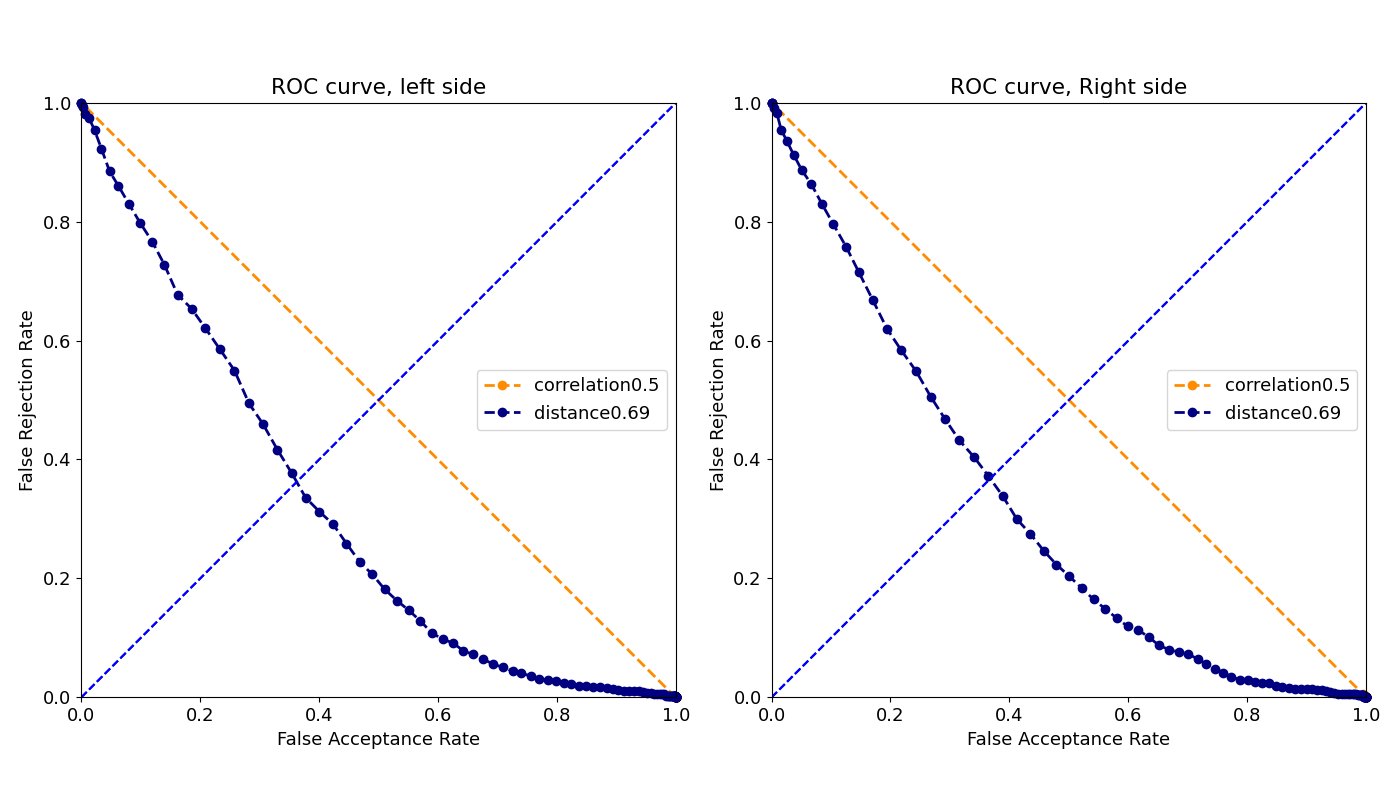 ROC curve, left side
1.0
0.8
0.6
0.4
0.2
0.0
False Rejection Rate
correlation0.5
distance0.69
0.0 0.2 0.4 0.6 0.8 1.0
False Acceptance Rate
ROC curve, Right side
1.0
0.8
0.6
0.4
0.2
0.0
False Rejection Rate
correlation0.5
distance0.69
0.0 0.2 0.4 0.6 0.8 1.0
False Acceptance Rate